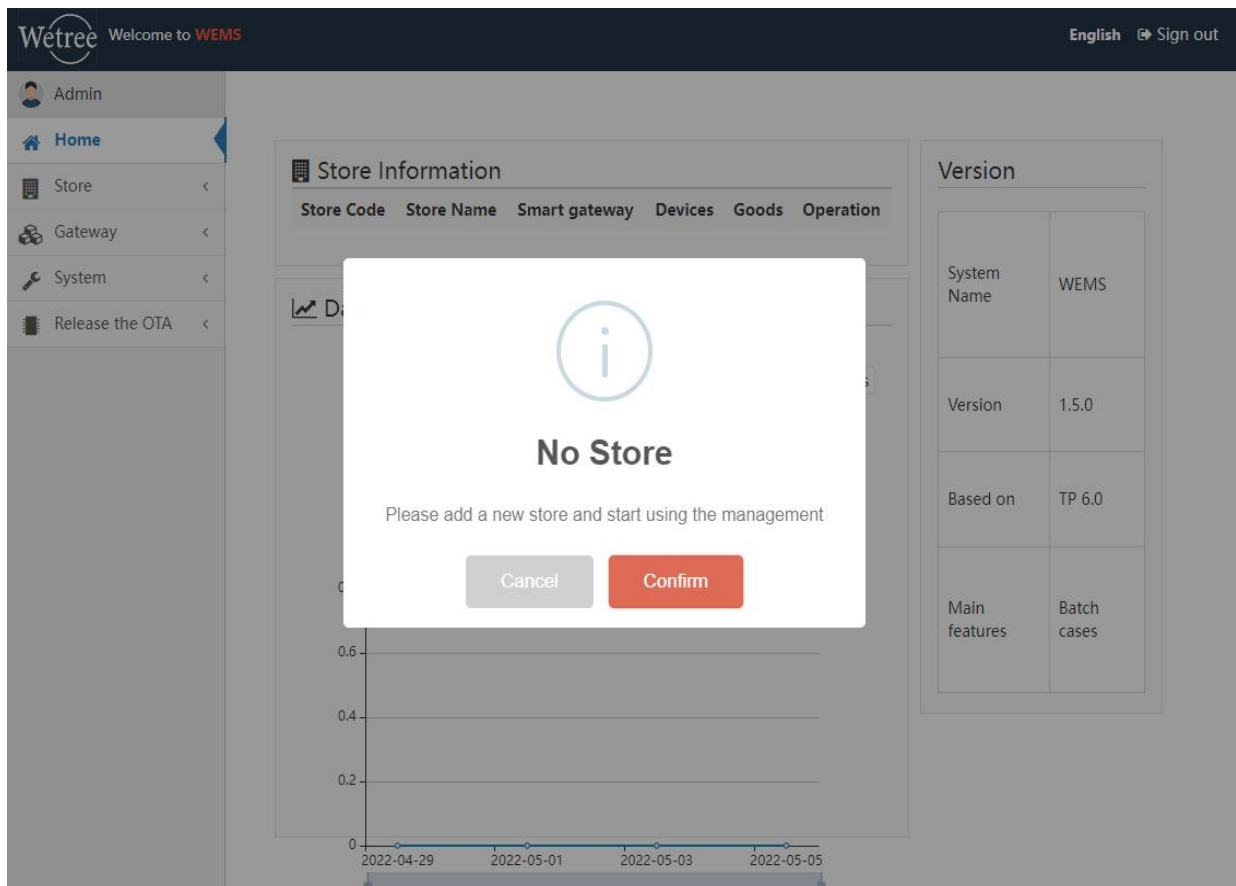 Wetree Welcome to WEMS
English Sign out
Admin
Home
Store
Gateway
System
Release the OTA
Store Information
Store Code Store Name Smart gateway Devices Goods Operation
No Store
Please add a new store and start using the management
Cancel Confirm
0.6
0.4
0.2
0
2022-04-29 2022-05-01 2022-05-03 2022-05-05
Version
System
Name
WEMS
Version 1.5.0
Based on TP 6.0
Main
features
Batch
cases